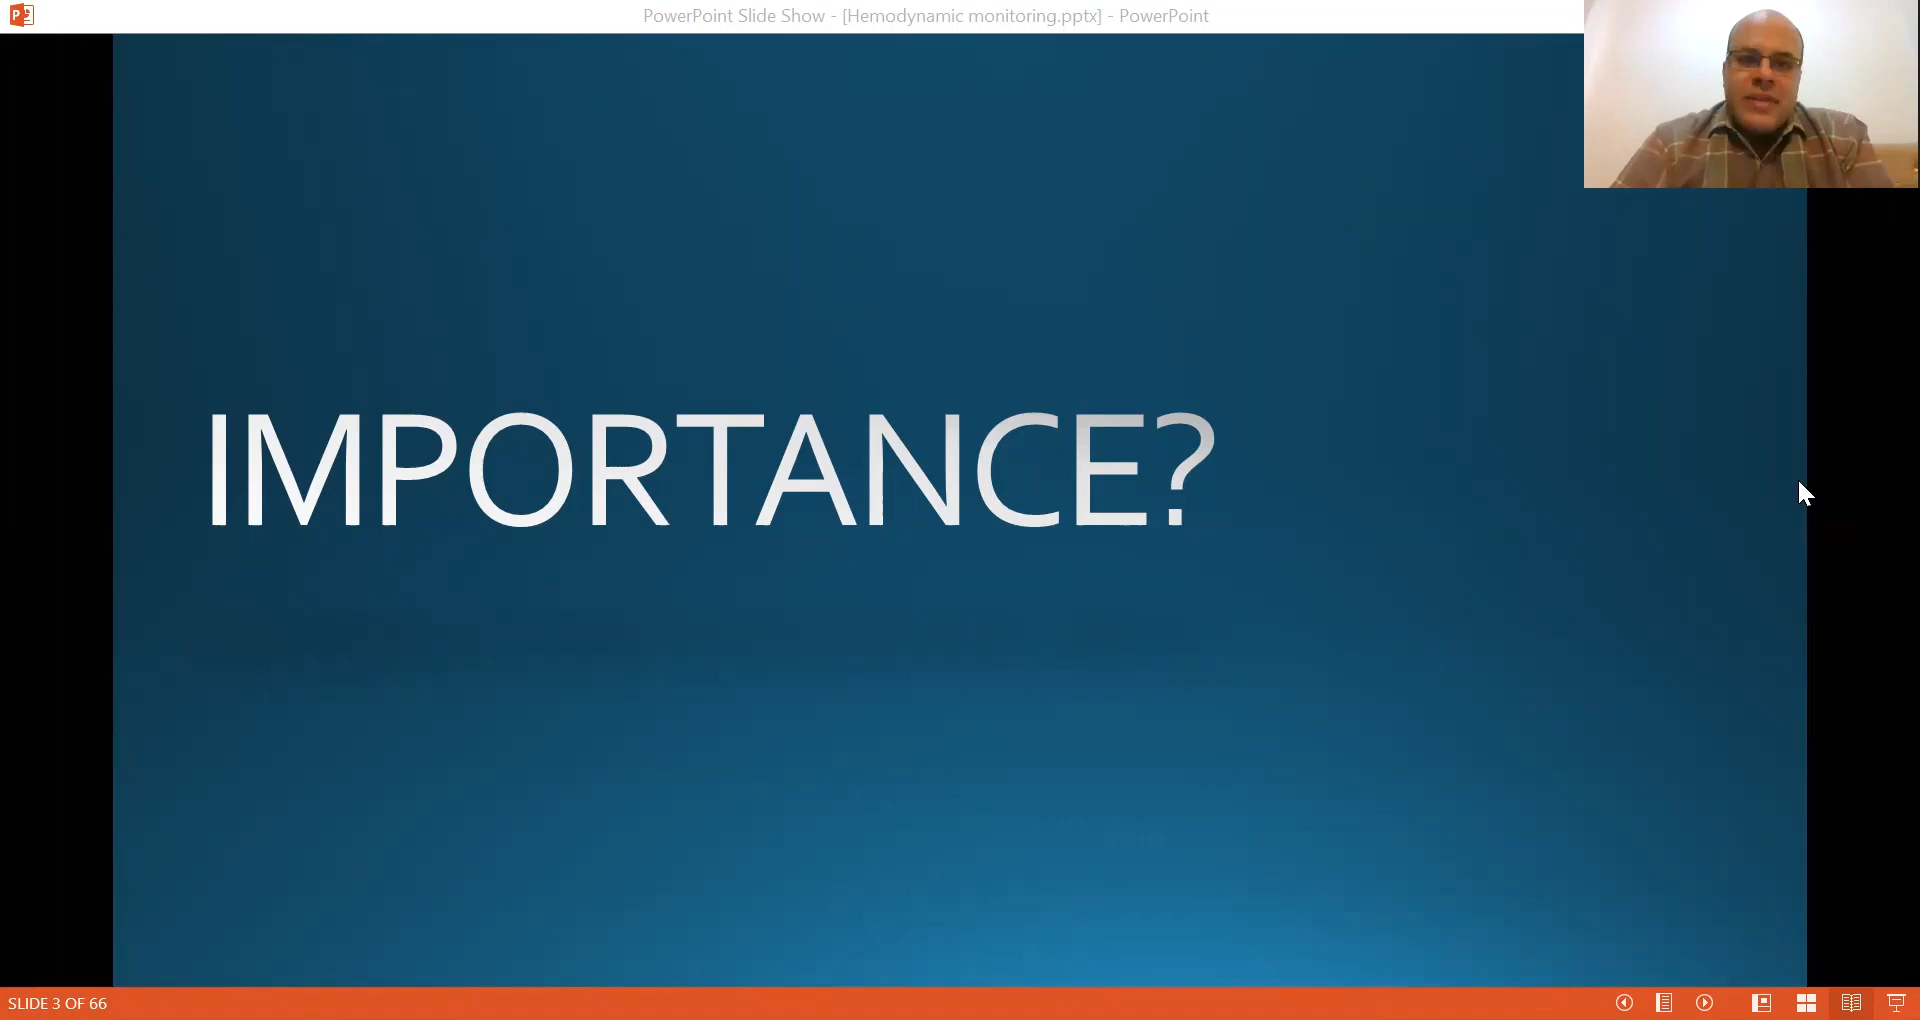 PowerPoint Slide Show - [Hemodynamic monitoring.pptx] - PowerPoint
IMPORTANCE?
SLIDE 3 OF 66